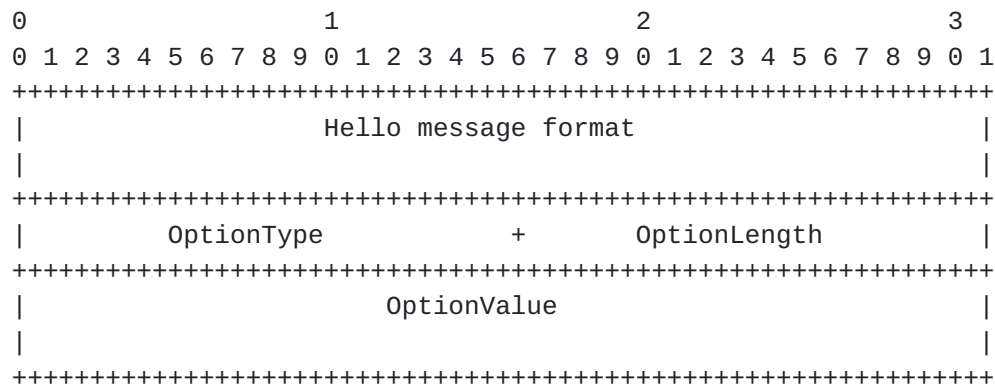 0                   1                   2                   3
0 1 2 3 4 5 6 7 8 9 0 1 2 3 4 5 6 7 8 9 0 1 2 3 4 5 6 7 8 9 0 1
+++++++++++++++++++++++++++++++++++++++++++++++++++++++++++++++
|                   Hello message format                      |
|                                                             |
+++++++++++++++++++++++++++++++++++++++++++++++++++++++++++++++
|         OptionType            +       OptionLength          |
+++++++++++++++++++++++++++++++++++++++++++++++++++++++++++++++
|                       OptionValue                           |
|                                                             |
+++++++++++++++++++++++++++++++++++++++++++++++++++++++++++++++